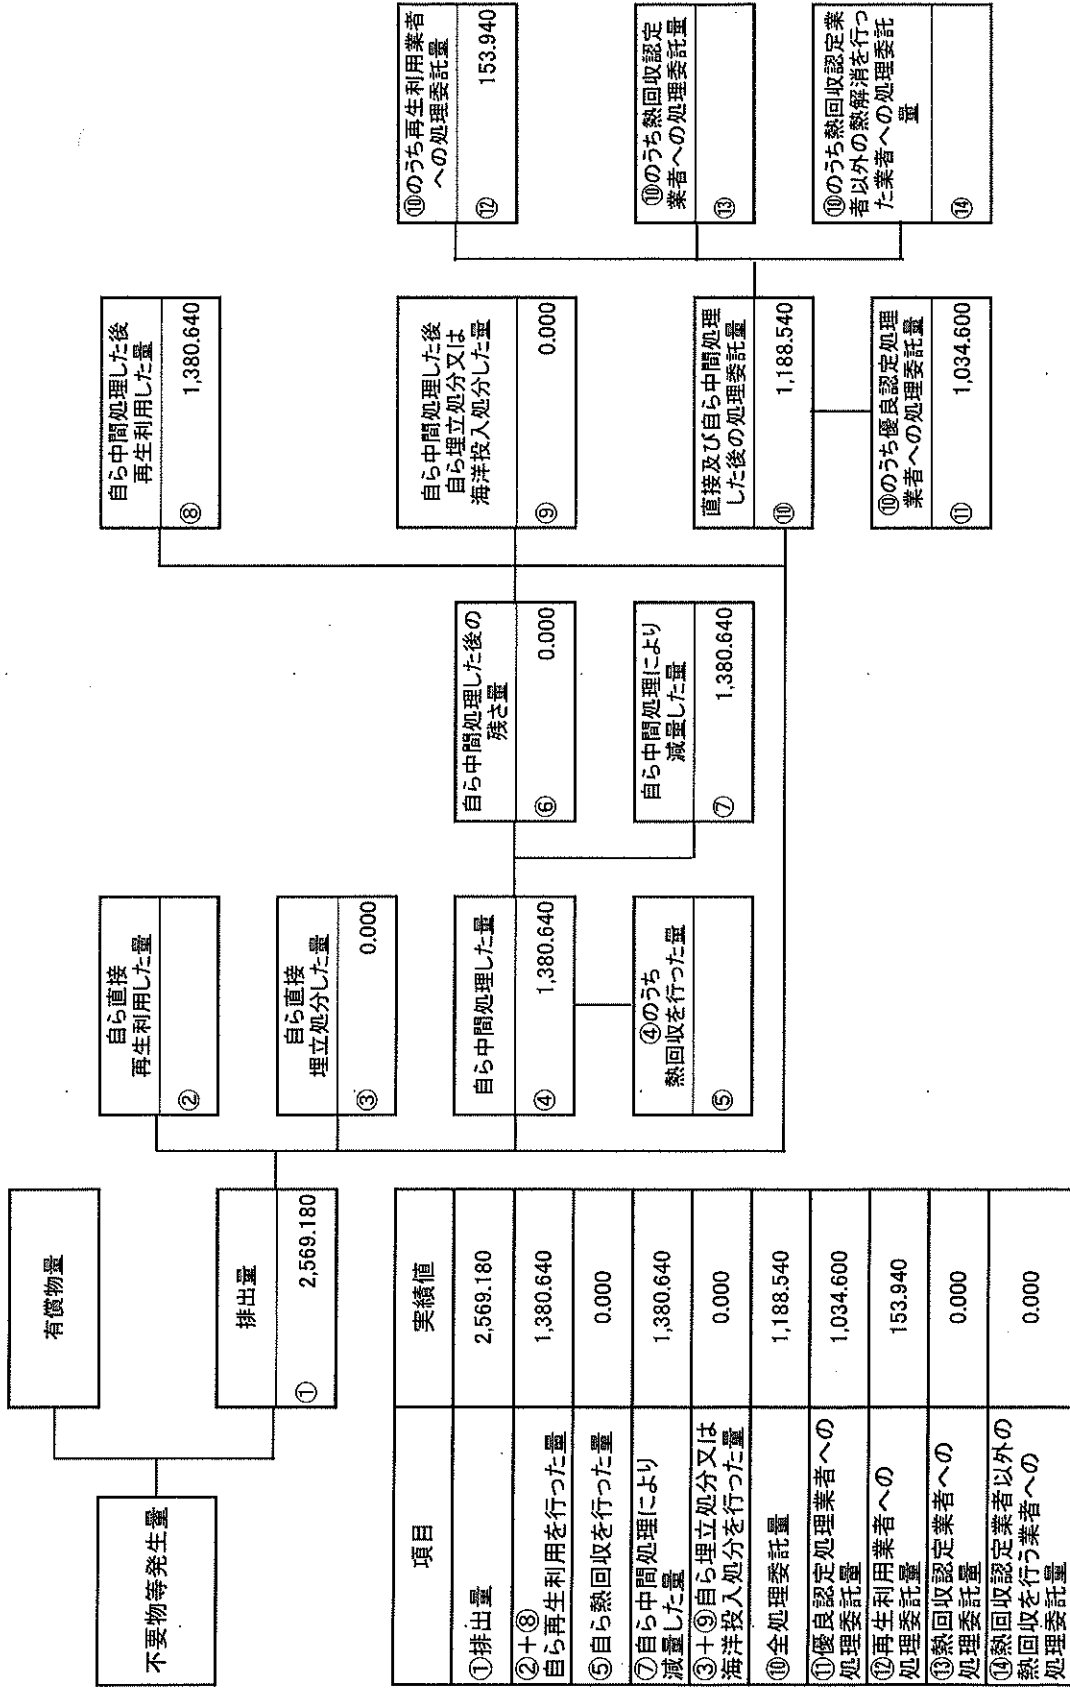 不要物等発生量
有償物量
排出量
① 2,569.180
自ら直接
再生利用した量
②
自ら直接
埋立処分した量
③ 0.000
自ら中間処理した量
④ 1,380.640
④のうち
熱回収を行った量
⑤
自ら中間処理した後の
残さ量
⑥ 0.000
自ら中間処理により
減量した量
⑦ 1,380.640
自ら中間処理した後
再生利用した量
⑧ 1,380.640
自ら中間処理した後
自ら埋立処分又は
海洋投入処分した量
⑨ 0.000
直接及び自ら中間処理
した後の処理委託量
⑩ 1,188.540
⑩のうち優良認定処理
業者への処理委託量
⑪ 1,034.600
⑩のうち再生利用業者
への処理委託量
⑫ 153.940
⑩のうち熱回収認定
業者への処理委託量
⑬
⑩のうち熱回収認定業
者以外の熱解消を行っ
た業者への処理委託
量
⑭
項目 実績値
①排出量 2,569.180
②+⑧
自ら再生利用を行った量 1,380.640
⑤自ら熱回収を行った量 0.000
⑦自ら中間処理により
減量した量 1,380.640
③+⑨自ら埋立処分又は
海洋投入処分を行った量 0.000
⑩全処理委託量 1,188.540
⑪優良認定処理業者への
処理委託量 1,034.600
⑫再生利用業者への
処理委託量 153.940
⑬熱回収認定業者への
処理委託量 0.000
⑭熱回収認定業者以外の
熱回収を行う業者への
処理委託量 0.000